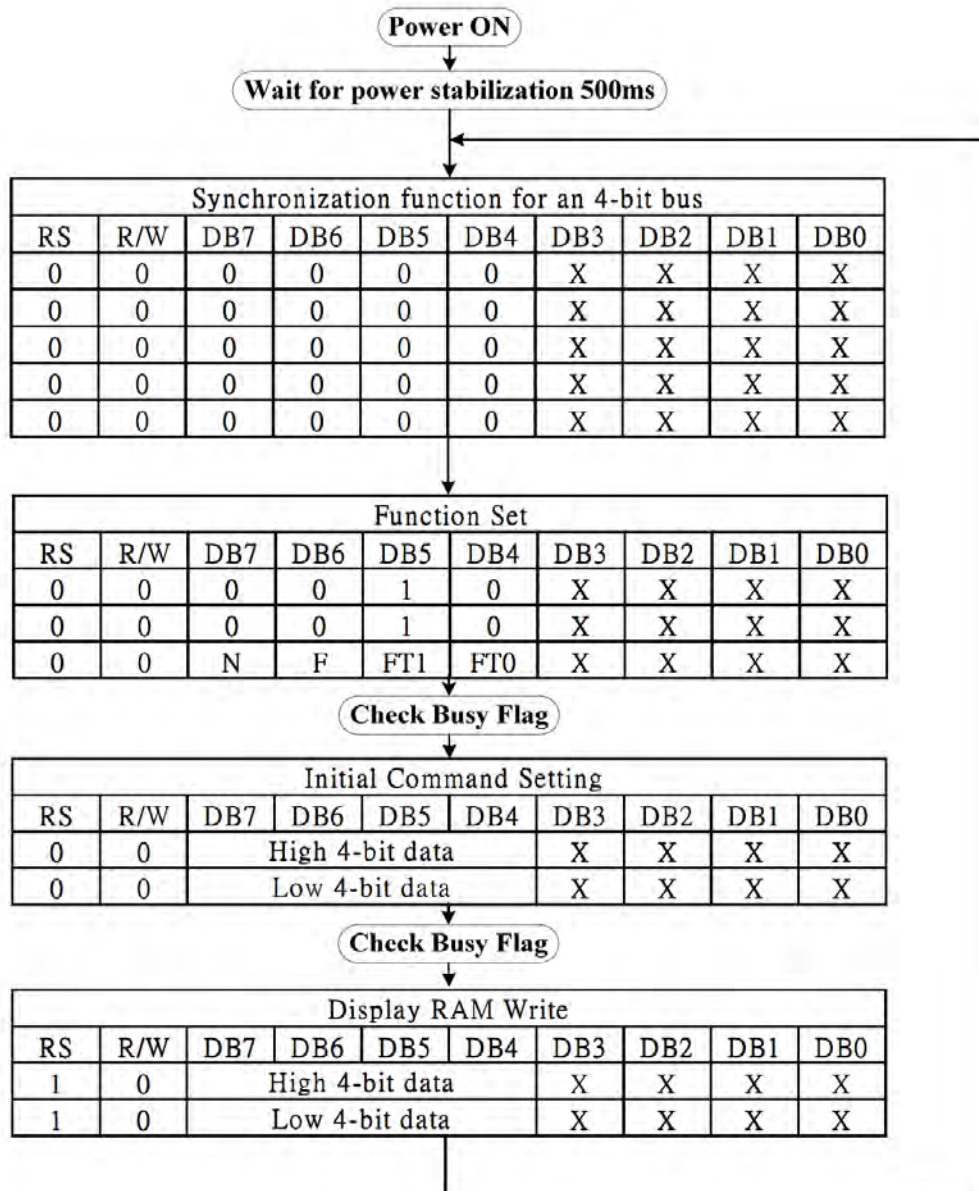 Power ON
Wait for power stabilization 500ms
Synchronization function for an 4-bit bus
RS R/W DB7 DB6 DB5 DB4 DB3 DB2 DB1 DB0
0 0 0 0 0 0 X X X X
0 0 0 0 0 0 X X X X
0 0 0 0 0 0 X X X X
0 0 0 0 0 0 X X X X
0 0 0 0 0 0 X X X X
Function Set
RS R/W DB7 DB6 DB5 DB4 DB3 DB2 DB1 DB0
0 0 0 0 1 0 X X X X
0 0 0 0 1 0 X X X X
0 0 N F FT1 FT0 X X X X
Check Busy Flag
Initial Command Setting
RS R/W DB7 DB6 DB5 DB4 DB3 DB2 DB1 DB0
0 0 High 4-bit data X X X X
0 0 Low 4-bit data X X X X
Check Busy Flag
Display RAM Write
RS R/W DB7 DB6 DB5 DB4 DB3 DB2 DB1 DB0
1 0 High 4-bit data X X X X
1 0 Low 4-bit data X X X X